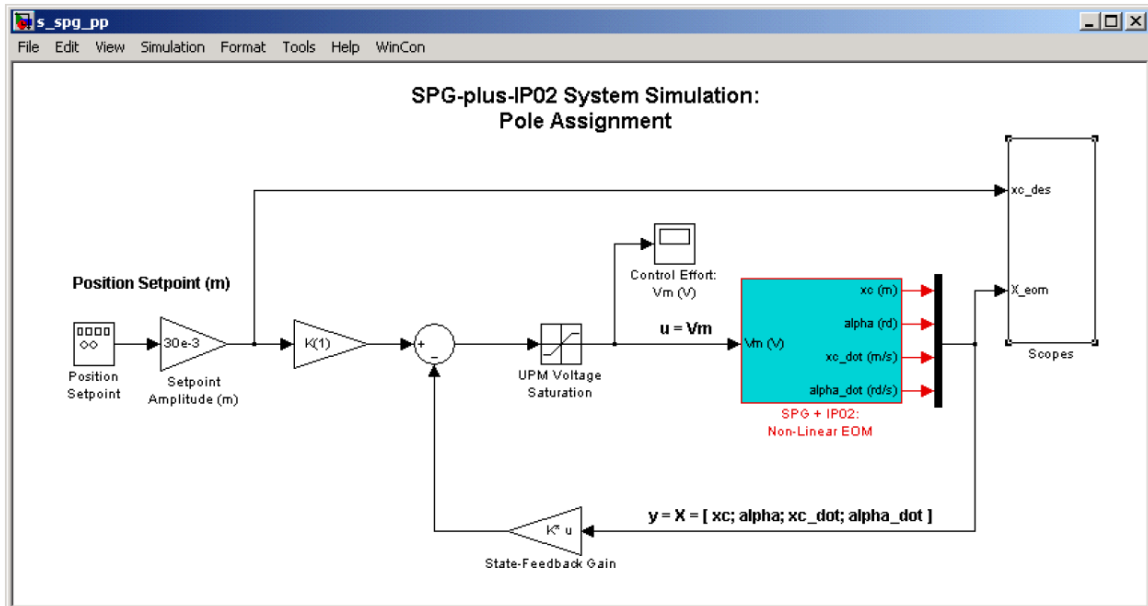 s_spg_pp
File Edit View Simulation Format Tools Help WinCon
SPG-plus-IP02 System Simulation:
Pole Assignment
xc_des
Position Setpoint (m)
Control Effort:
Vm (V)
X_eom
Scopes
30e-3
K(1)
+
-
u = Vm
Vm (V)
xc (m)
alpha (rd)
xc_dot (m/s)
alpha_dot (rd/s)
Position
Setpoint
Setpoint
Amplitude (m)
UPM Voltage
Saturation
SPG + IP02:
Non-Linear EOM
y = X = [ xc; alpha; xc_dot; alpha_dot ]
K* u
State-Feedback Gain